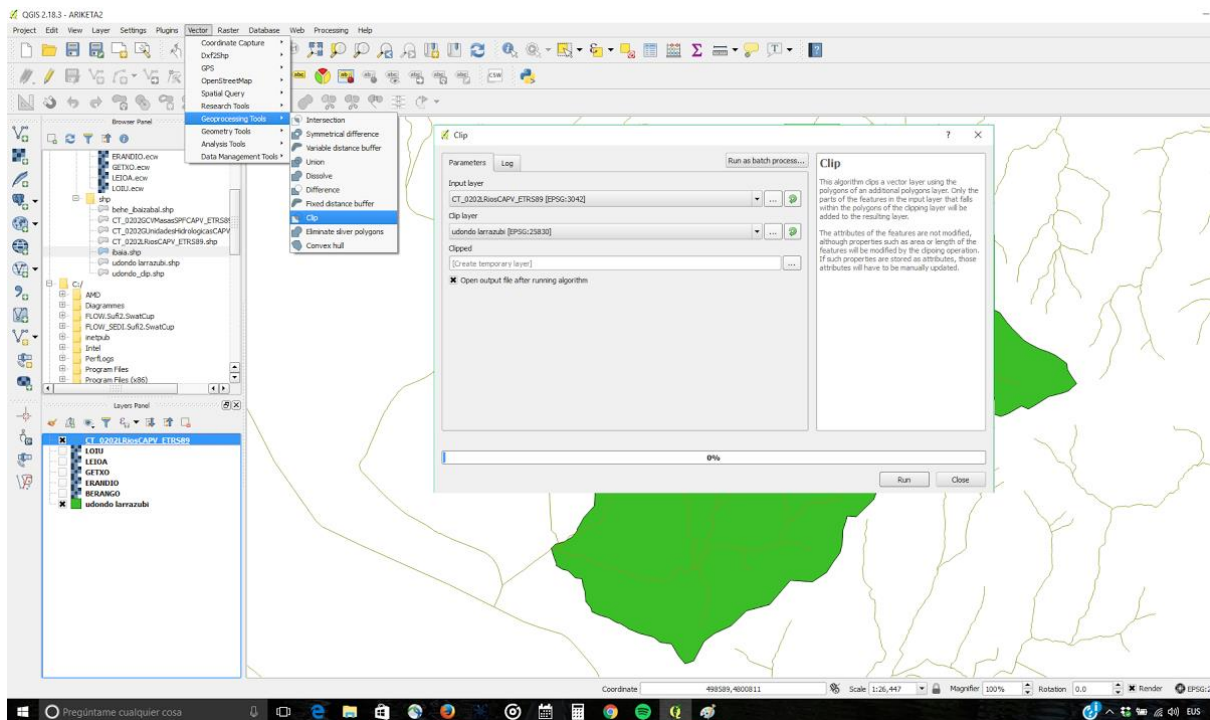 QGIS 2.18.3 - ARIKETA2
Project Edit View Layer Settings Plugins Vector Raster Database Web Processing Help
Coordinate Capture
Dxf2Shp
GPS
OpenStreetMap
Spatial Query
Research Tools
Geoprocessing Tools
Geometry Tools
Analysis Tools
Data Management Tools
Intersection
Symmetrical difference
Variable distance buffer
Union
Dissolve
Difference
Fixed distance buffer
Clip
Eliminate sliver polygons
Convex hull
Browser Panel
ERANDIO.ecw
GETXO.ecw
LEIOA.ecw
LOIU.ecw
shp
behe_ibaizabal.shp
CT_0202GCVMasasSPFCAPV_ETRS89
CT_0202GUnidadesHidrologicasCAPV
CT_0202LRiosCAPV_ETRS89.shp
ibaia.shp
udondo larrazubi.shp
udondo_clip.shp
C:/
AMD
Diagrammes
FLOW.Sufi2.SwatCup
FLOW_SEDI.Sufi2.SwatCup
inetpub
Intel
PerfLogs
Program Files
Program Files (x86)
Layers Panel
CT_0202LRiosCAPV_ETRS89
LOIU
LEIOA
GETXO
ERANDIO
BERANGO
udondo larrazubi
Clip
Parameters Log
Run as batch process...
Input layer
CT_0202LRiosCAPV_ETRS89 [EPSG:3042]
Clip layer
udondo larrazubi [EPSG:25830]
Clipped
[Create temporary layer]
Open output file after running algorithm
Clip
This algorithm clips a vector layer using the
polygons of an additional polygons layer. Only the
parts of the features in the input layer that falls
within the polygons of the clipping layer will be
added to the resulting layer.
The attributes of the features are not modified,
although properties such as area or length of the
features will be modified by the clipping operation.
If such properties are stored as attributes, those
attributes will have to be manually updated.
0%
Run Close
Coordinate 498589,4800811 Scale 1:26,447 Magnifier 100% Rotation 0.0 Render EPSG:2
Pregúntame cualquier cosa
EUS